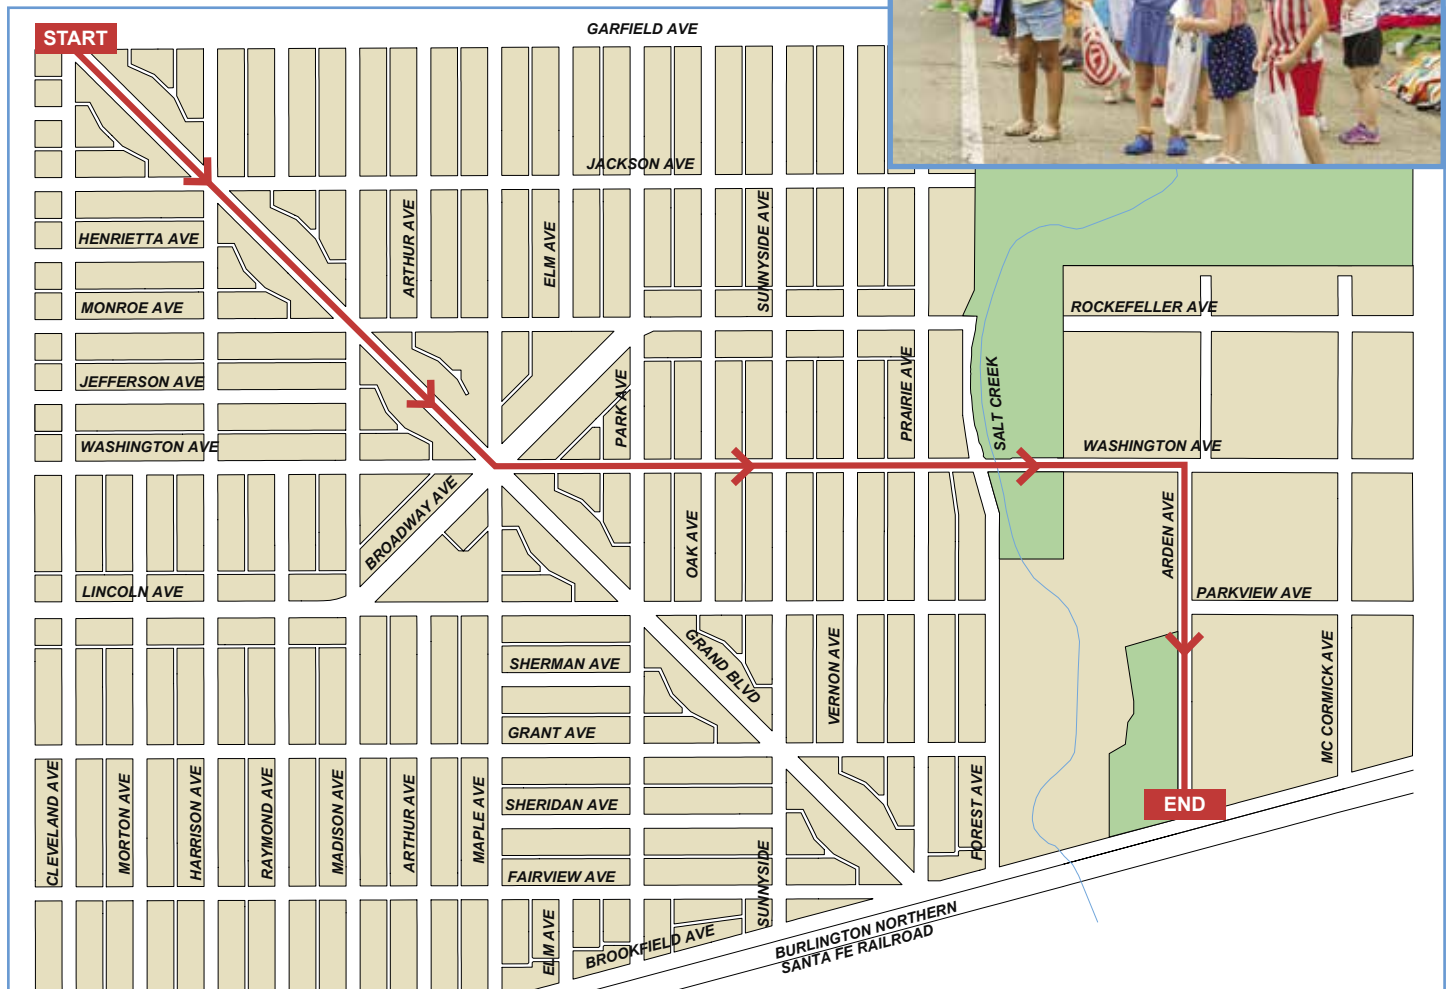 START
GARFIELD AVE
JACKSON AVE
HENRIETTA AVE
ARTHUR AVE
ELM AVE
SUNNYSIDE AVE
MONROE AVE
ROCKEFELLER AVE
JEFFERSON AVE
PARK AVE
PRAIRIE AVE
SALT CREEK
WASHINGTON AVE
WASHINGTON AVE
BROADWAY AVE
OAK AVE
ARDEN AVE
LINCOLN AVE
PARKVIEW AVE
SHERMAN AVE
GRAND BLVD
VERNON AVE
MC CORMICK AVE
GRANT AVE
CLEVELAND AVE
MORTON AVE
HARRISON AVE
RAYMOND AVE
MADISON AVE
ARTHUR AVE
MAPLE AVE
SHERIDAN AVE
FOREST AVE
END
FAIRVIEW AVE
SUNNYSIDE
ELM AVE
BROOKFIELD AVE
BURLINGTON NORTHERN
SANTA FE RAILROAD